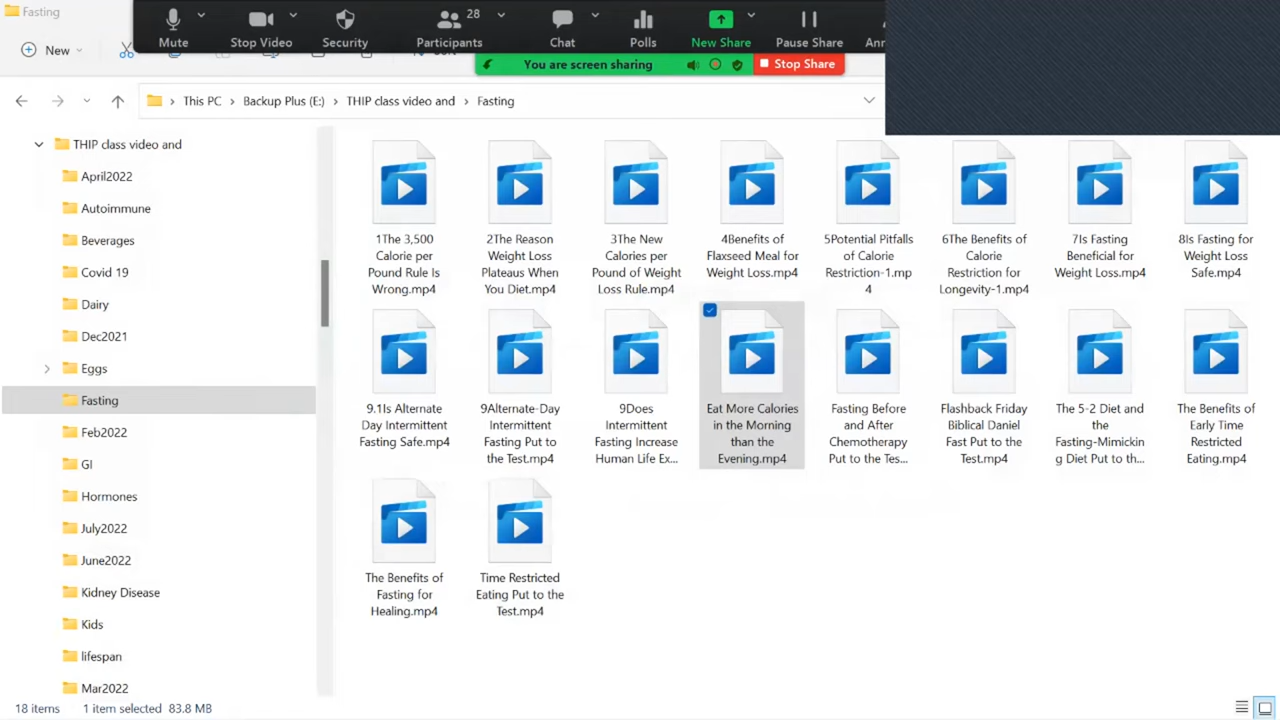 Fasting
Mute
Stop Video
Security
28
Participants
Chat
Polls
New Share
Pause Share
New
You are screen sharing
Stop Share
This PC > Backup Plus (E:) > THIP class video and > Fasting
THIP class video and
April2022
Autoimmune
Beverages
Covid 19
Dairy
Dec2021
Eggs
Fasting
Feb2022
GI
Hormones
July2022
June2022
Kidney Disease
Kids
lifespan
Mar2022
1The 3,500
Calorie per
Pound Rule Is
Wrong.mp4
2The Reason
Weight Loss
Plateaus When
You Diet.mp4
3The New
Calories per
Pound of Weight
Loss Rule.mp4
4Benefits of
Flaxseed Meal for
Weight Loss.mp4
5Potential Pitfalls
of Calorie
Restriction-1.mp
4
6The Benefits of
Calorie
Restriction for
Longevity-1.mp4
7Is Fasting
Beneficial for
Weight Loss.mp4
8Is Fasting for
Weight Loss
Safe.mp4
9.1Is Alternate
Day Intermittent
Fasting Safe.mp4
9Alternate-Day
Intermittent
Fasting Put to
the Test.mp4
9Does
Intermittent
Fasting Increase
Human Life Ex...
Eat More Calories
in the Morning
than the
Evening.mp4
Fasting Before
and After
Chemotherapy
Put to the Tes...
Flashback Friday
Biblical Daniel
Fast Put to the
Test.mp4
The 5-2 Diet and
the
Fasting-Mimickin
g Diet Put to th...
The Benefits of
Early Time
Restricted
Eating.mp4
The Benefits of
Fasting for
Healing.mp4
Time Restricted
Eating Put to the
Test.mp4
18 items 1 item selected 83.8 MB